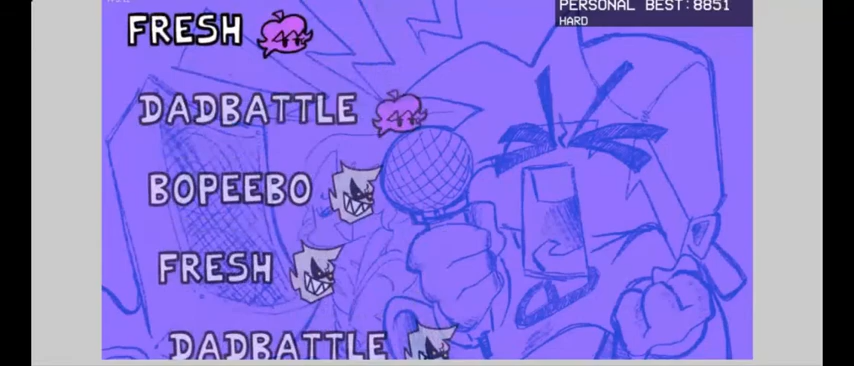 PERSONAL BEST:8851
HARD
FRESH
DADBATTLE
BOPEEBO
FRESH
DADBATTLE